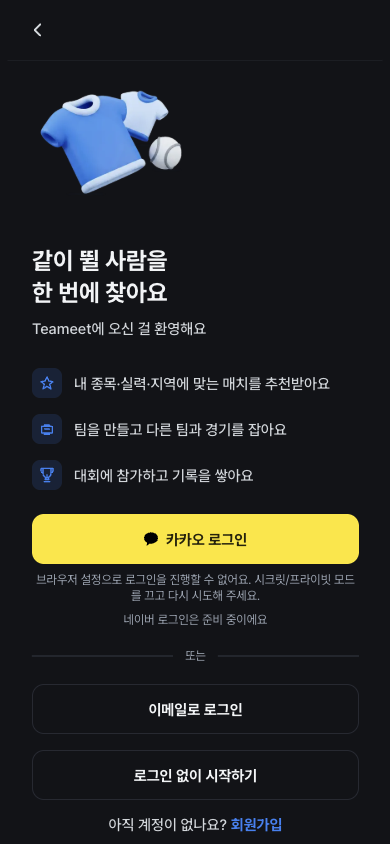 같이 뛸 사람을
한 번에 찾아요
Teameet에 오신 걸 환영해요
내 종목·실력·지역에 맞는 매치를 추천받아요
팀을 만들고 다른 팀과 경기를 잡아요
대회에 참가하고 기록을 쌓아요
카카오 로그인
브라우저 설정으로 로그인을 진행할 수 없어요. 시크릿/프라이빗 모드
를 끄고 다시 시도해 주세요.
네이버 로그인은 준비 중이에요
또는
이메일로 로그인
로그인 없이 시작하기
아직 계정이 없나요? 회원가입